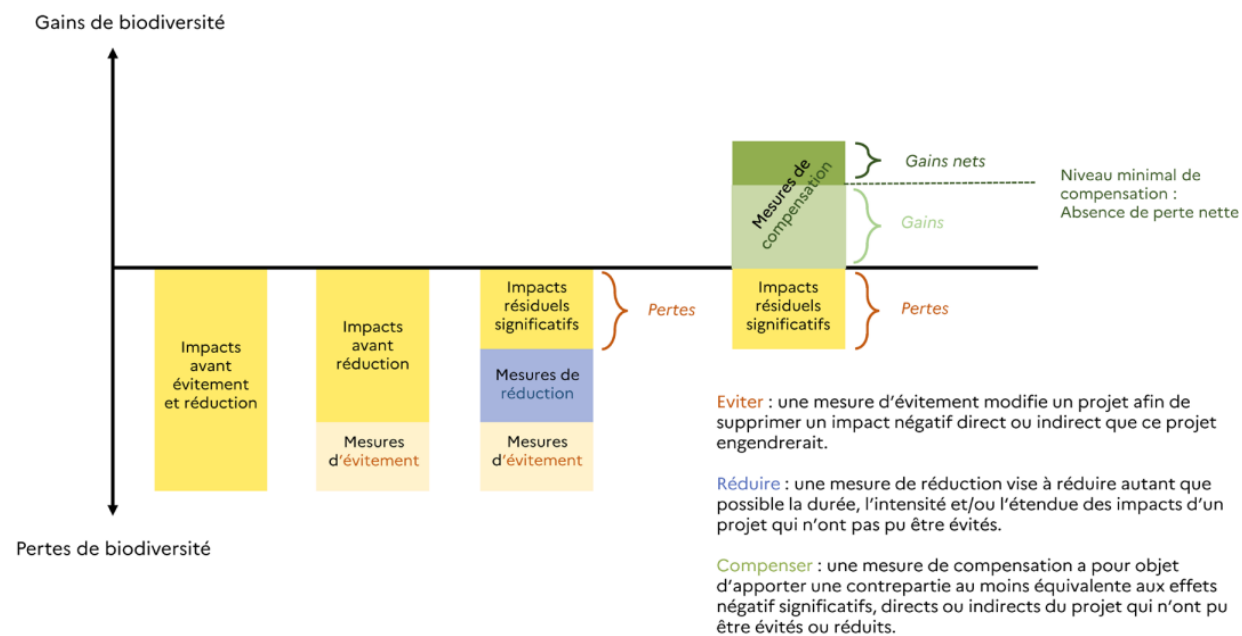 Gains de biodiversité
Mesures de
compensation
Gains nets
Niveau minimal de
compensation :
Absence de perte nette
Gains
Impacts
avant
évitement
et réduction
Impacts
avant
réduction
Mesures
d'évitement
Impacts
résiduels
significatifs
Pertes
Mesures de
réduction
Mesures
d'évitement
Impacts
résiduels
significatifs
Pertes
Pertes de biodiversité
Eviter : une mesure d'évitement modifie un projet afin de
supprimer un impact négatif direct ou indirect que ce projet
engendrerait.
Réduire : une mesure de réduction vise à réduire autant que
possible la durée, l'intensité et/ou l'étendue des impacts d'un
projet qui n'ont pas pu être évités.
Compenser : une mesure de compensation a pour objet
d'apporter une contrepartie au moins équivalente aux effets
négatif significatifs, directs ou indirects du projet qui n'ont pu
être évités ou réduits.